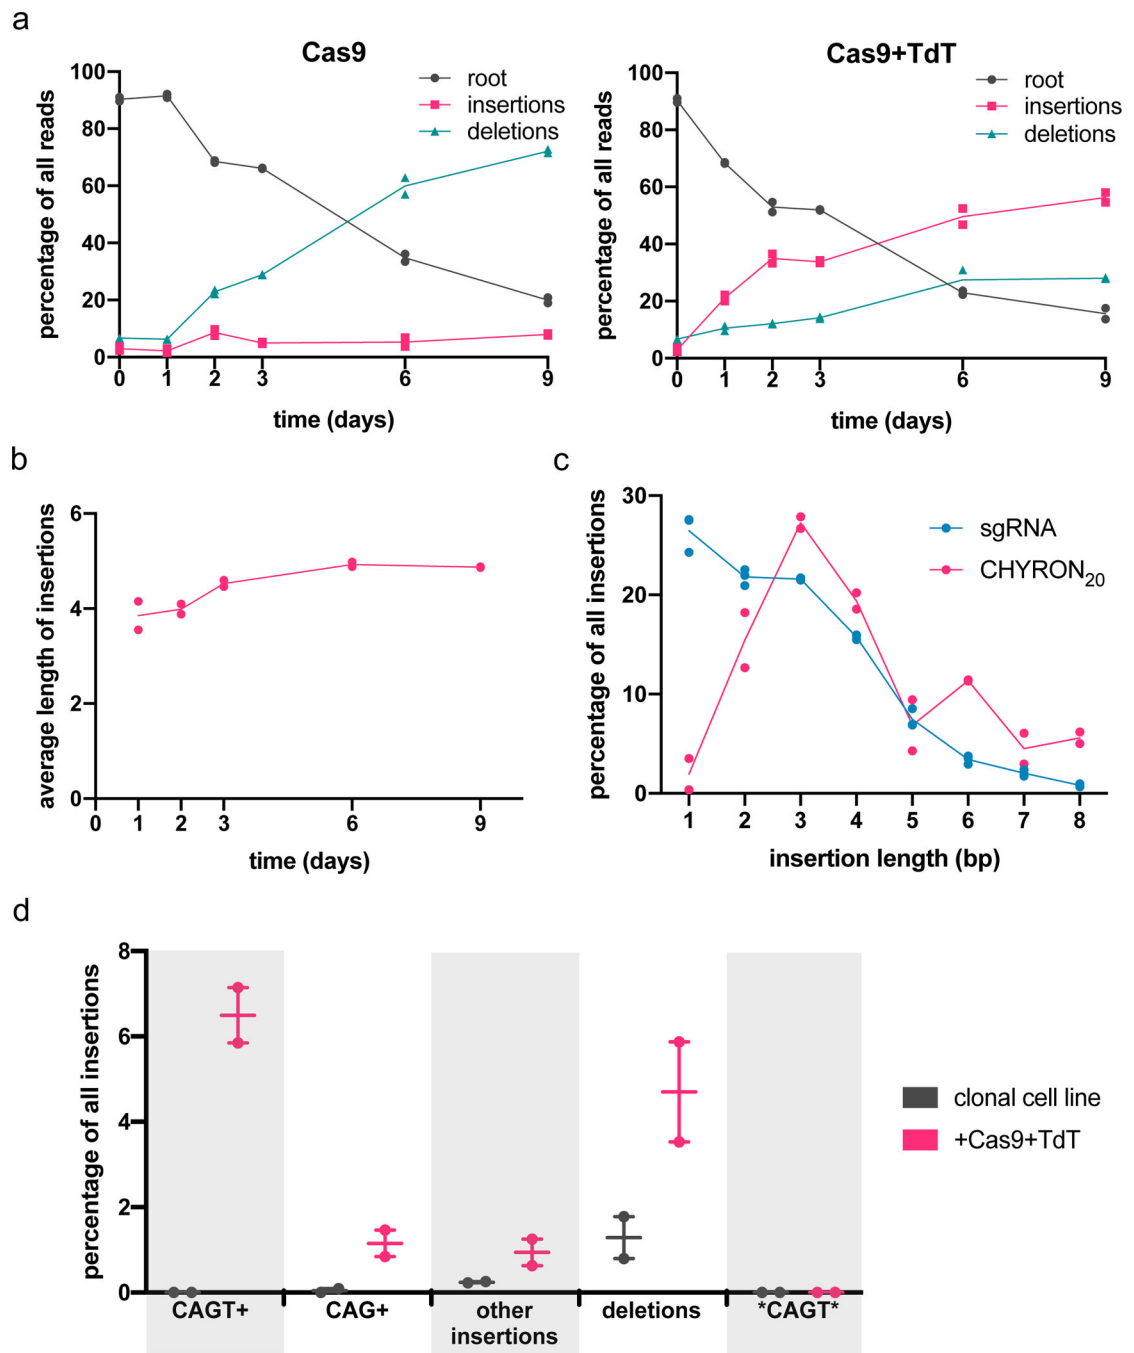 a
Cas9
percentage of all reads
100
80
60
40
20
0
0 1 2 3 6 9
time (days)
root
insertions
deletions
Cas9+TdT
percentage of all reads
100
80
60
40
20
0
0 1 2 3 6 9
time (days)
root
insertions
deletions
b
average length of insertions
6
4
2
0
0 1 2 3 6 9
time (days)
c
percentage of all insertions
30
20
10
0
1 2 3 4 5 6 7 8
insertion length (bp)
sgRNA
CHYRON20
d
percentage of all insertions
8
6
4
2
0
CAGT+
CAG+
other
insertions
deletions
*CAGT*
clonal cell line
+Cas9+TdT